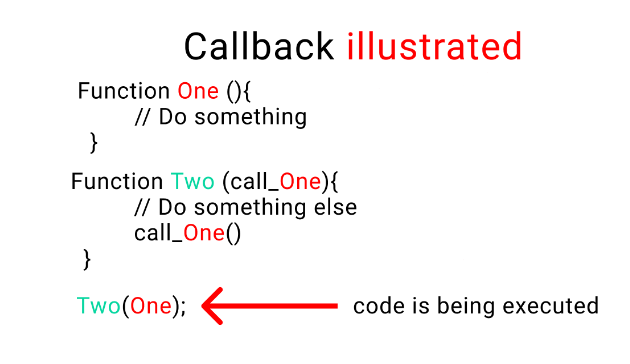 Callback illustrated
Function One (){
// Do something
}
Function Two (call_One){
// Do something else
call_One()
}
Two(One);
code is being executed